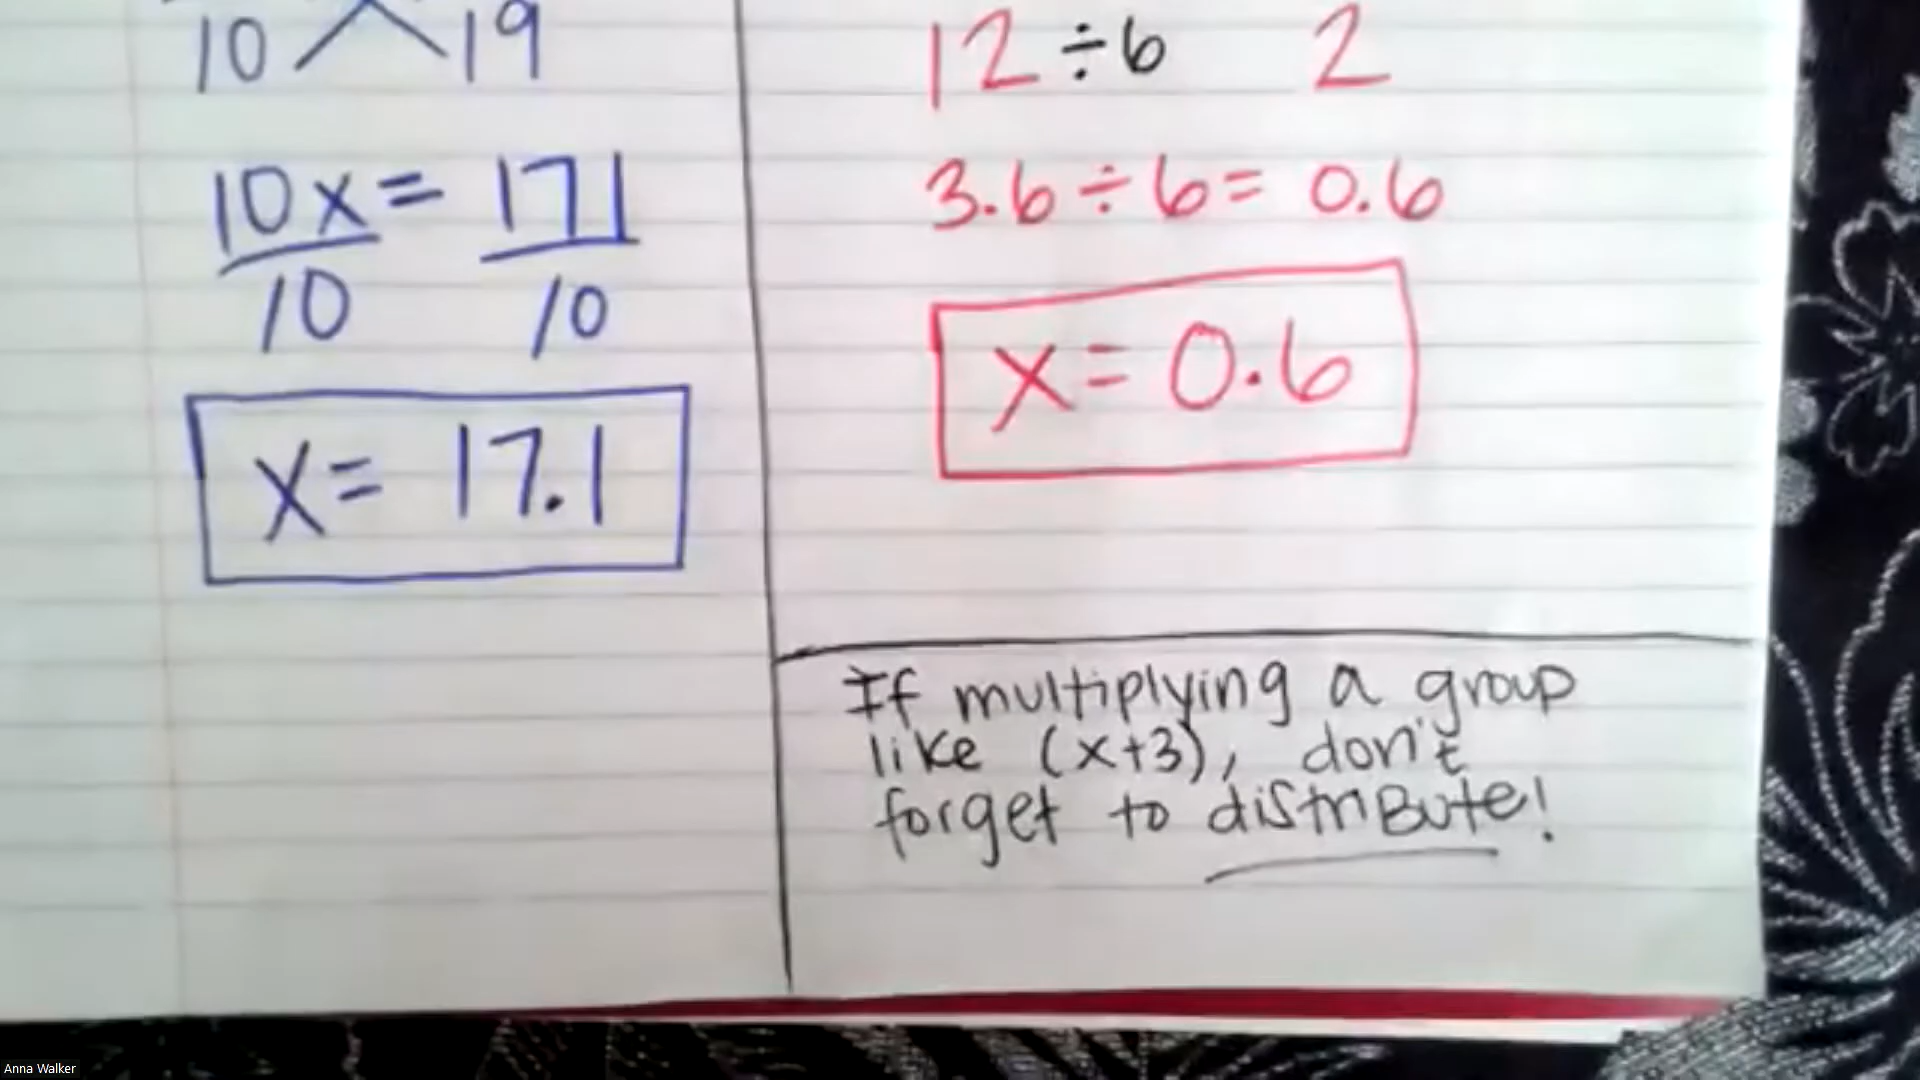 10 19
10x = 171
10 10
x = 17.1
12 ÷ 6 2
3.6 ÷ 6 = 0.6
x = 0.6
If multiplying a group
like (x+3), don't
forget to distriBute!
Anna Walker